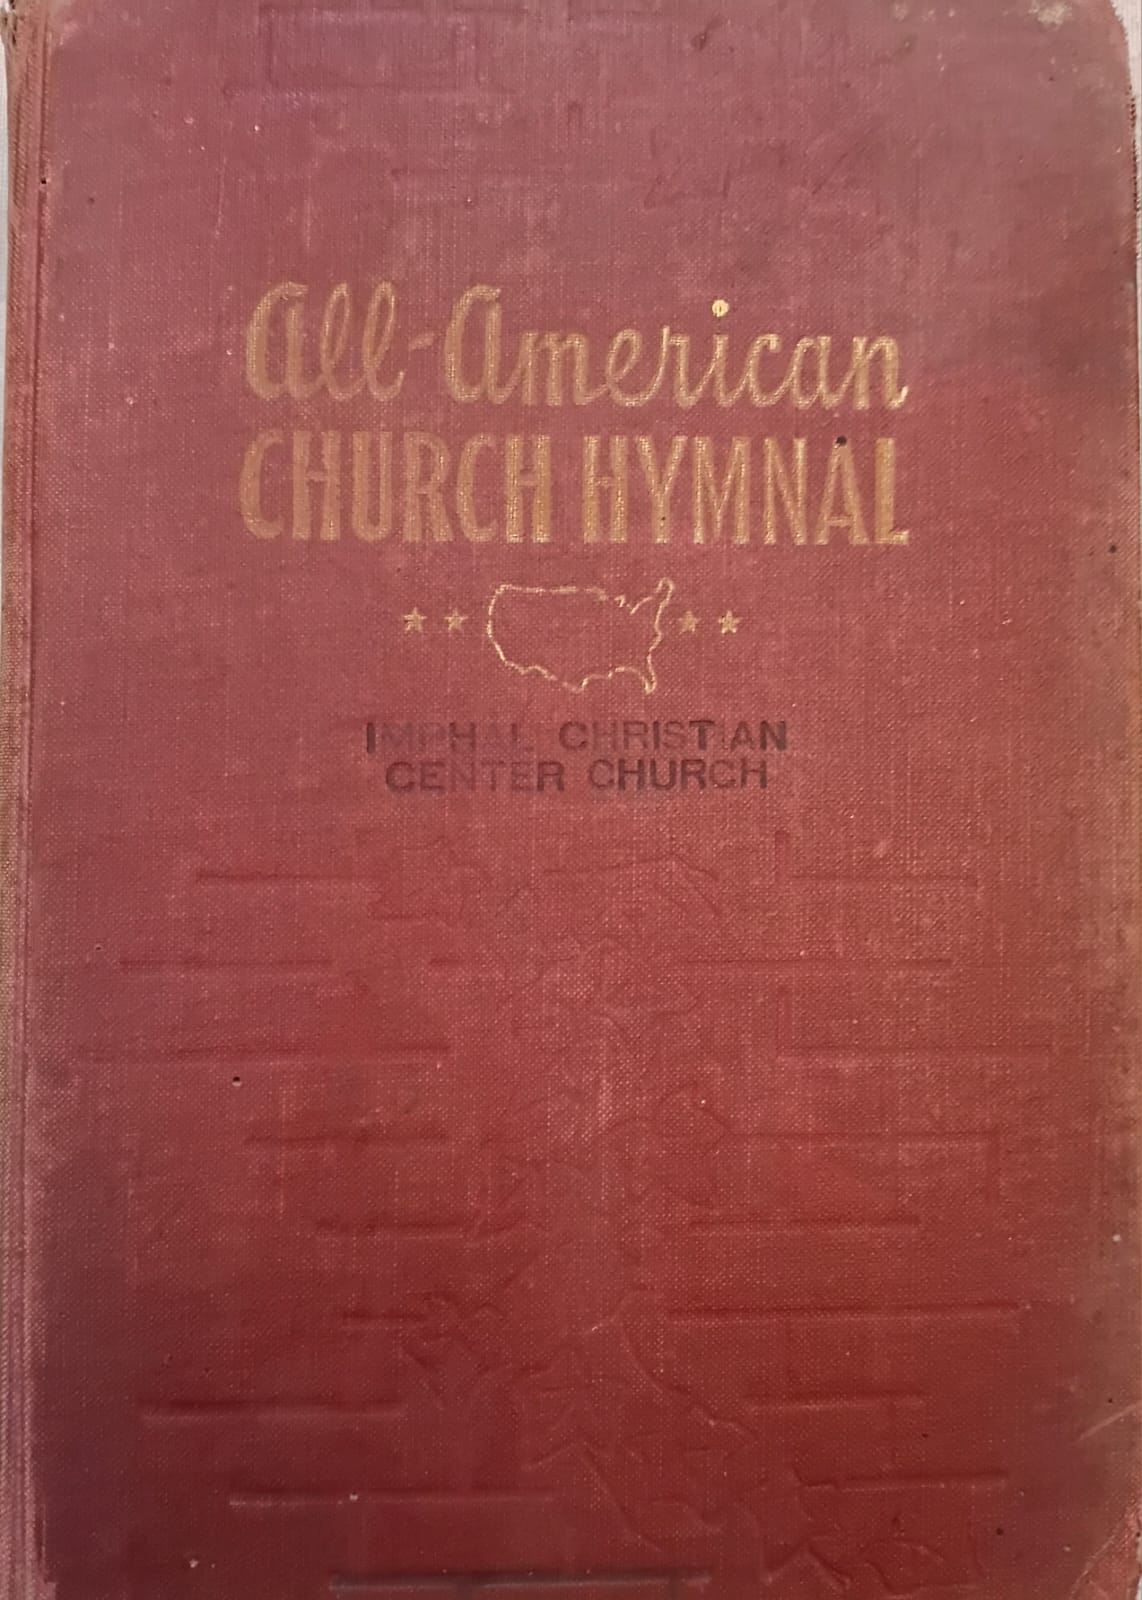 All-American
CHURCH HYMNAL
IMPHAL CHRISTIAN
CENTER CHURCH